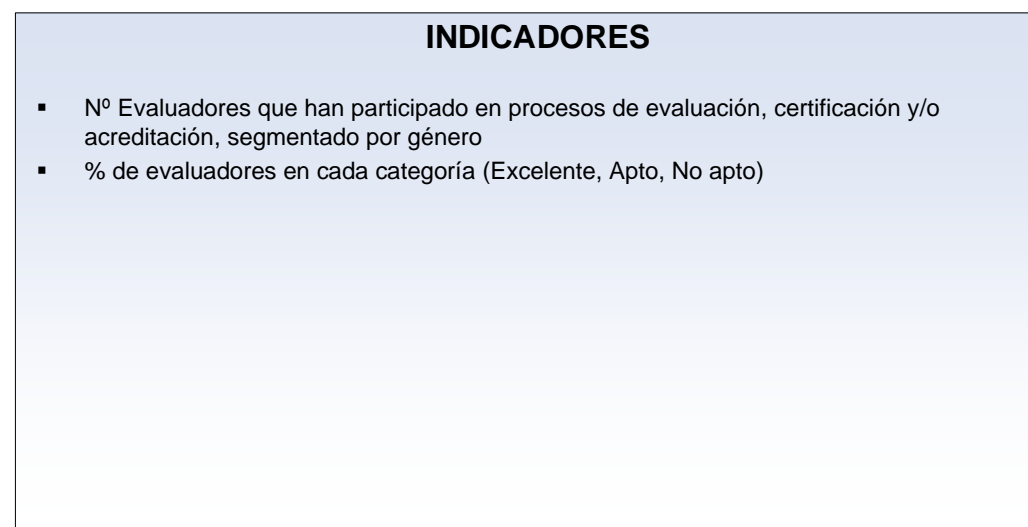 INDICADORES
▪ Nº Evaluadores que han participado en procesos de evaluación, certificación y/o
acreditación, segmentado por género
▪ % de evaluadores en cada categoría (Excelente, Apto, No apto)